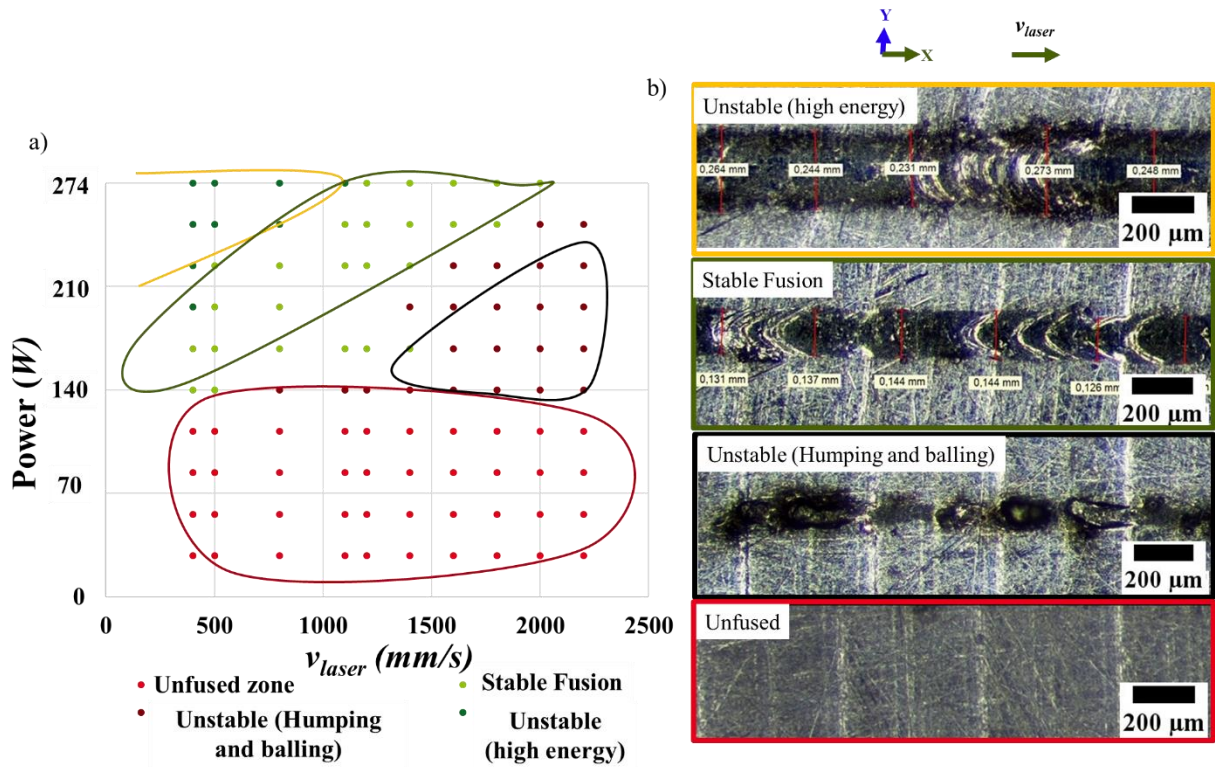 a)
Power (W)
274
210
140
70
0
0
500
1000
1500
2000
2500
v_laser (mm/s)
Unfused zone
Stable Fusion
Unstable (Humping
and balling)
Unstable
(high energy)
Y
X
v_laser
b)
Unstable (high energy)
0,264 mm
0,244 mm
0,231 mm
0,273 mm
0,248 mm
200 µm
Stable Fusion
0,131 mm
0,137 mm
0,144 mm
0,144 mm
0,126 mm
200 µm
Unstable (Humping and balling)
200 µm
Unfused
200 µm